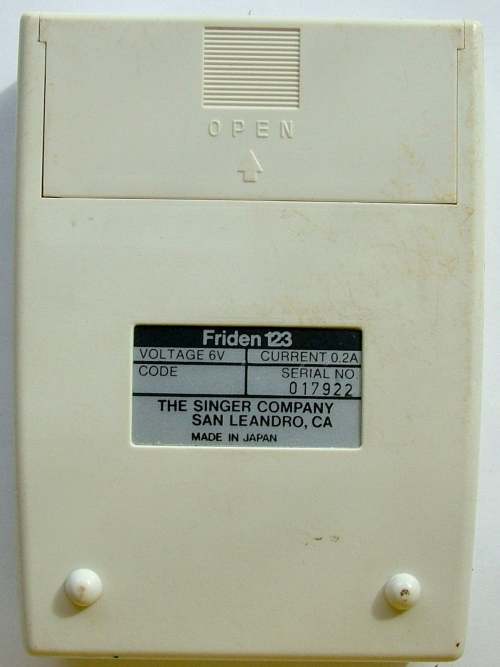 OPEN
Friden 123
VOLTAGE 6V CURRENT 0.2A
CODE SERIAL NO.
017922
THE SINGER COMPANY
SAN LEANDRO, CA
MADE IN JAPAN